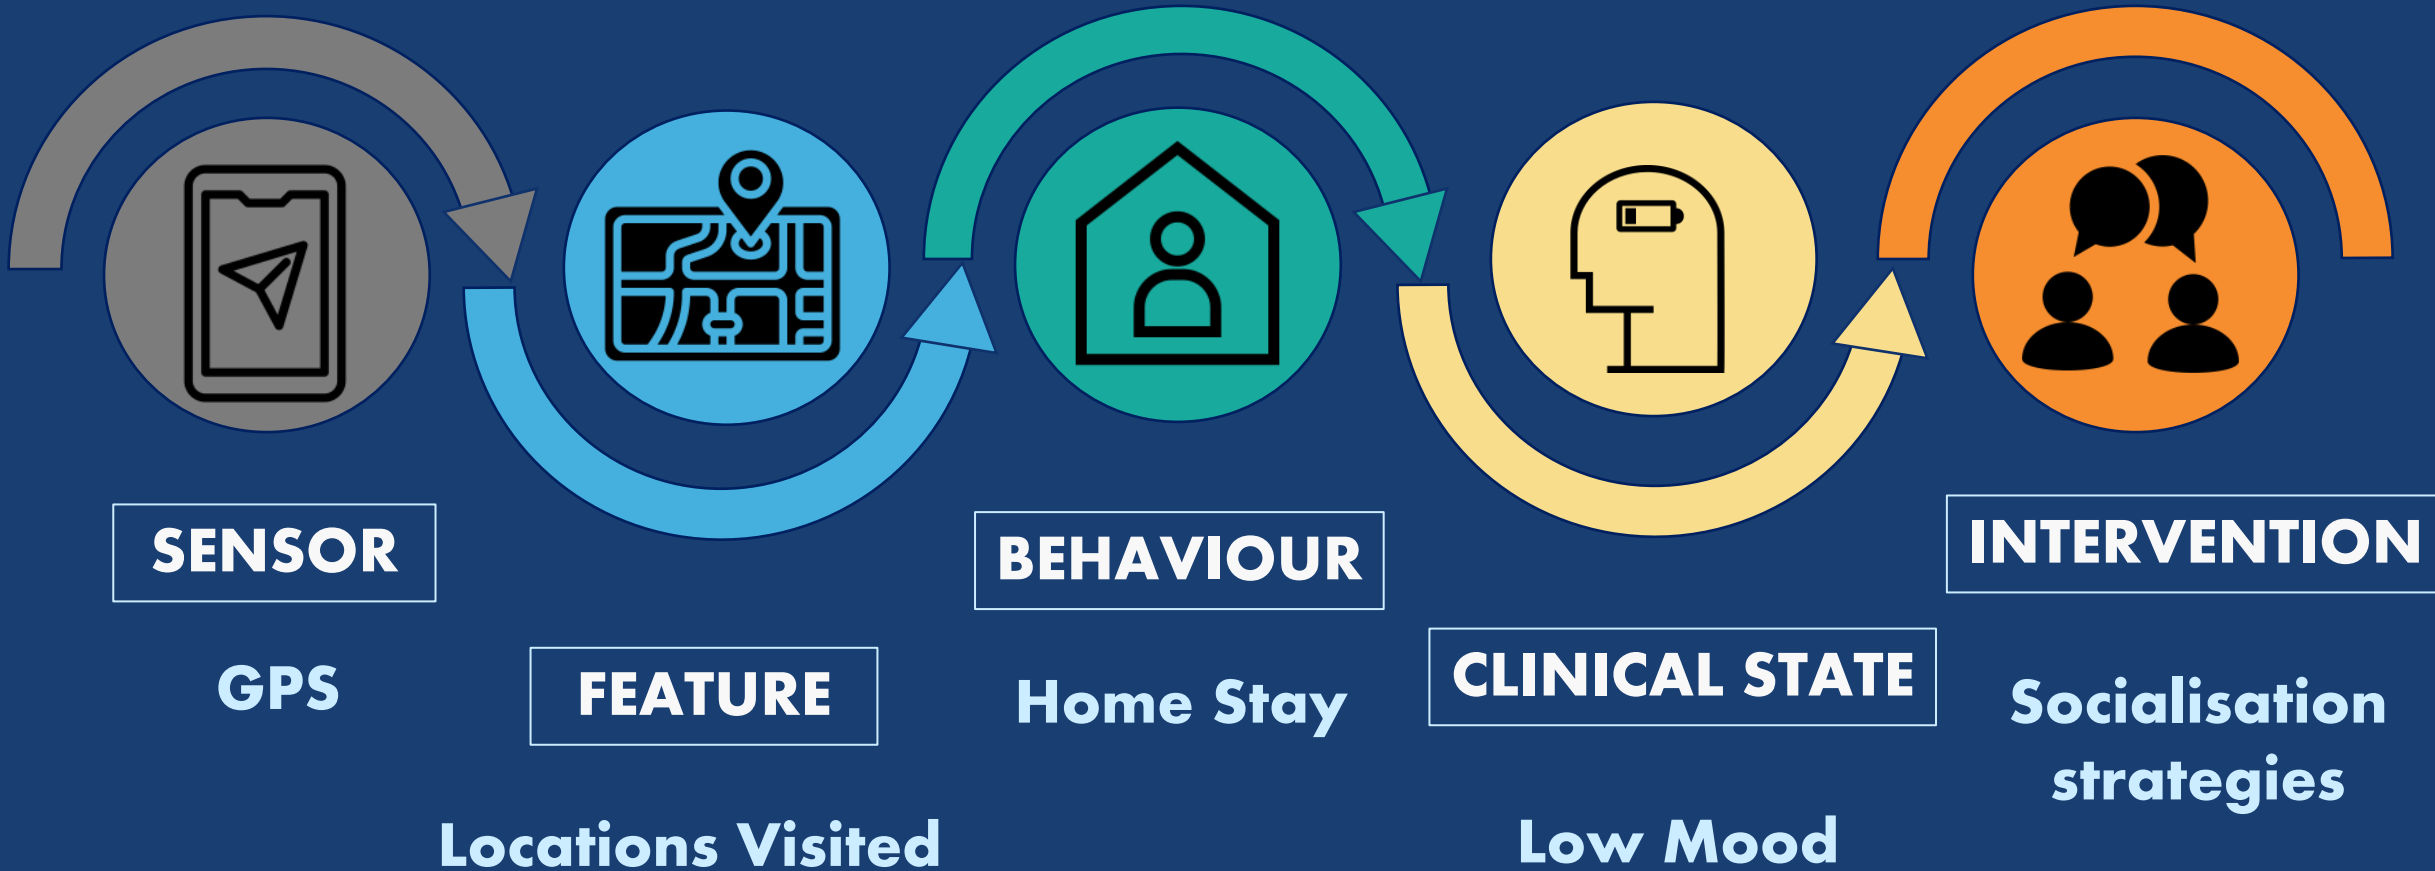 SENSOR
GPS
FEATURE
Locations Visited
BEHAVIOUR
Home Stay
CLINICAL STATE
Low Mood
INTERVENTION
Socialisation
strategies